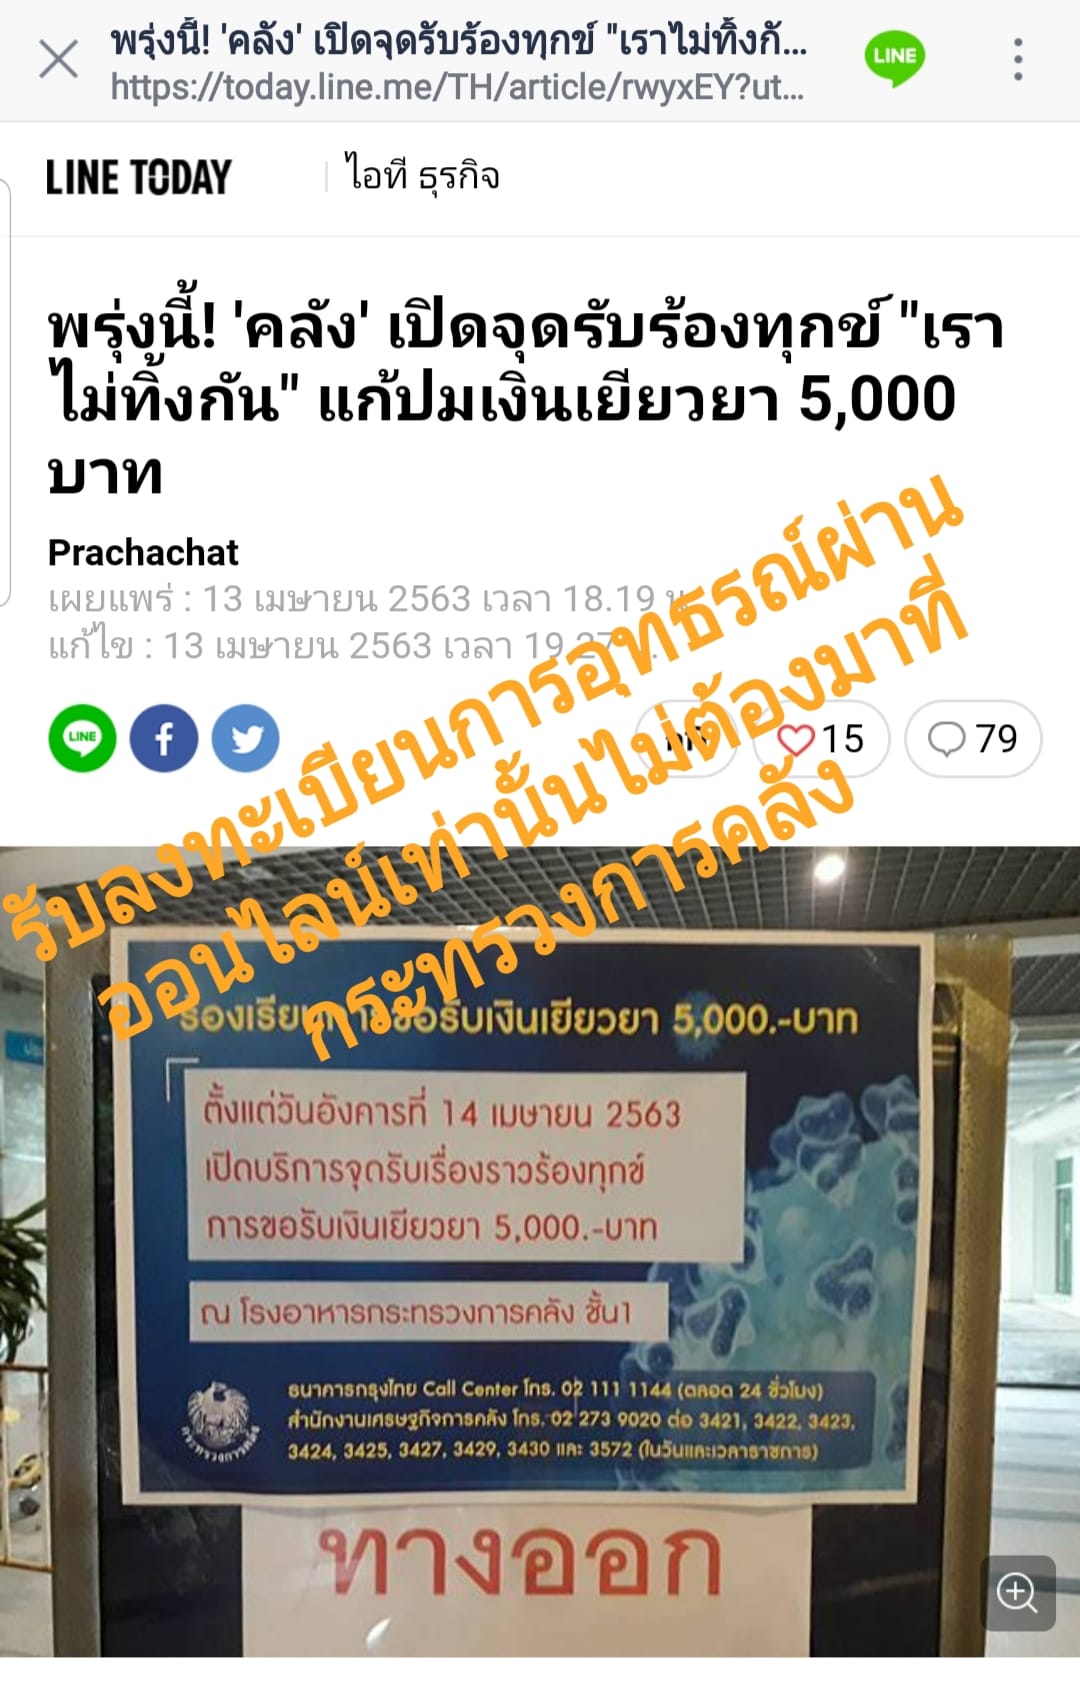 พรุ่งนี้! 'คลัง' เปิดจุดรับร้องทุกข์ "เราไม่ทิ้งกั...
https://today.line.me/TH/article/rwyxEY?ut...
LINE
LINE TODAY
ไอที ธุรกิจ
พรุ่งนี้! 'คลัง' เปิดจุดรับร้องทุกข์ "เรา
ไม่ทิ้งกัน" แก้ปมเงินเยียวยา 5,000
บาท
Prachachat
เผยแพร่ : 13 เมษายน 2563 เวลา 18.19
แก้ไข : 13 เมษายน 2563 เวลา 19.27
LINE
15
79
รับลงทะเบียนการอุทธรณ์ผ่าน
ออนไลน์เท่านั้นไม่ต้องมาที่
กระทรวงการคลัง
ขอรับเงินเยียวยา 5,000.-บาท
ตั้งแต่วันอังคารที่ 14 เมษายน 2563
เปิดบริการจุดรับเรื่องราวร้องทุกข์
การขอรับเงินเยียวยา 5,000.-บาท
ณ โรงอาหารกระทรวงการคลัง ชั้น1
ธนาคารกรุงไทย Call Center โทร. 02 111 1144 (ตลอด 24 ชั่วโมง)
สำนักงานเศรษฐกิจการคลัง โทร. 02 273 9020 ต่อ 3421, 3422, 3423,
3424, 3425, 3427, 3429, 3430 และ 3572 (ในวันและเวลาราชการ)
กระทรวงการคลัง
ทางออก